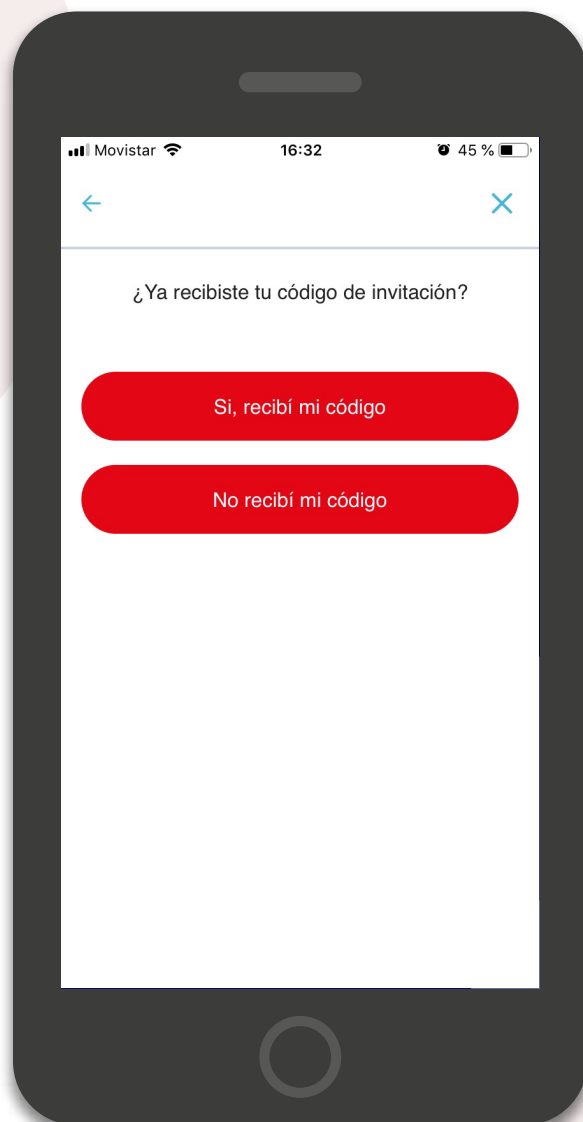 Movistar 16:32 45 %
¿Ya recibiste tu código de invitación?
Si, recibí mi código
No recibí mi código